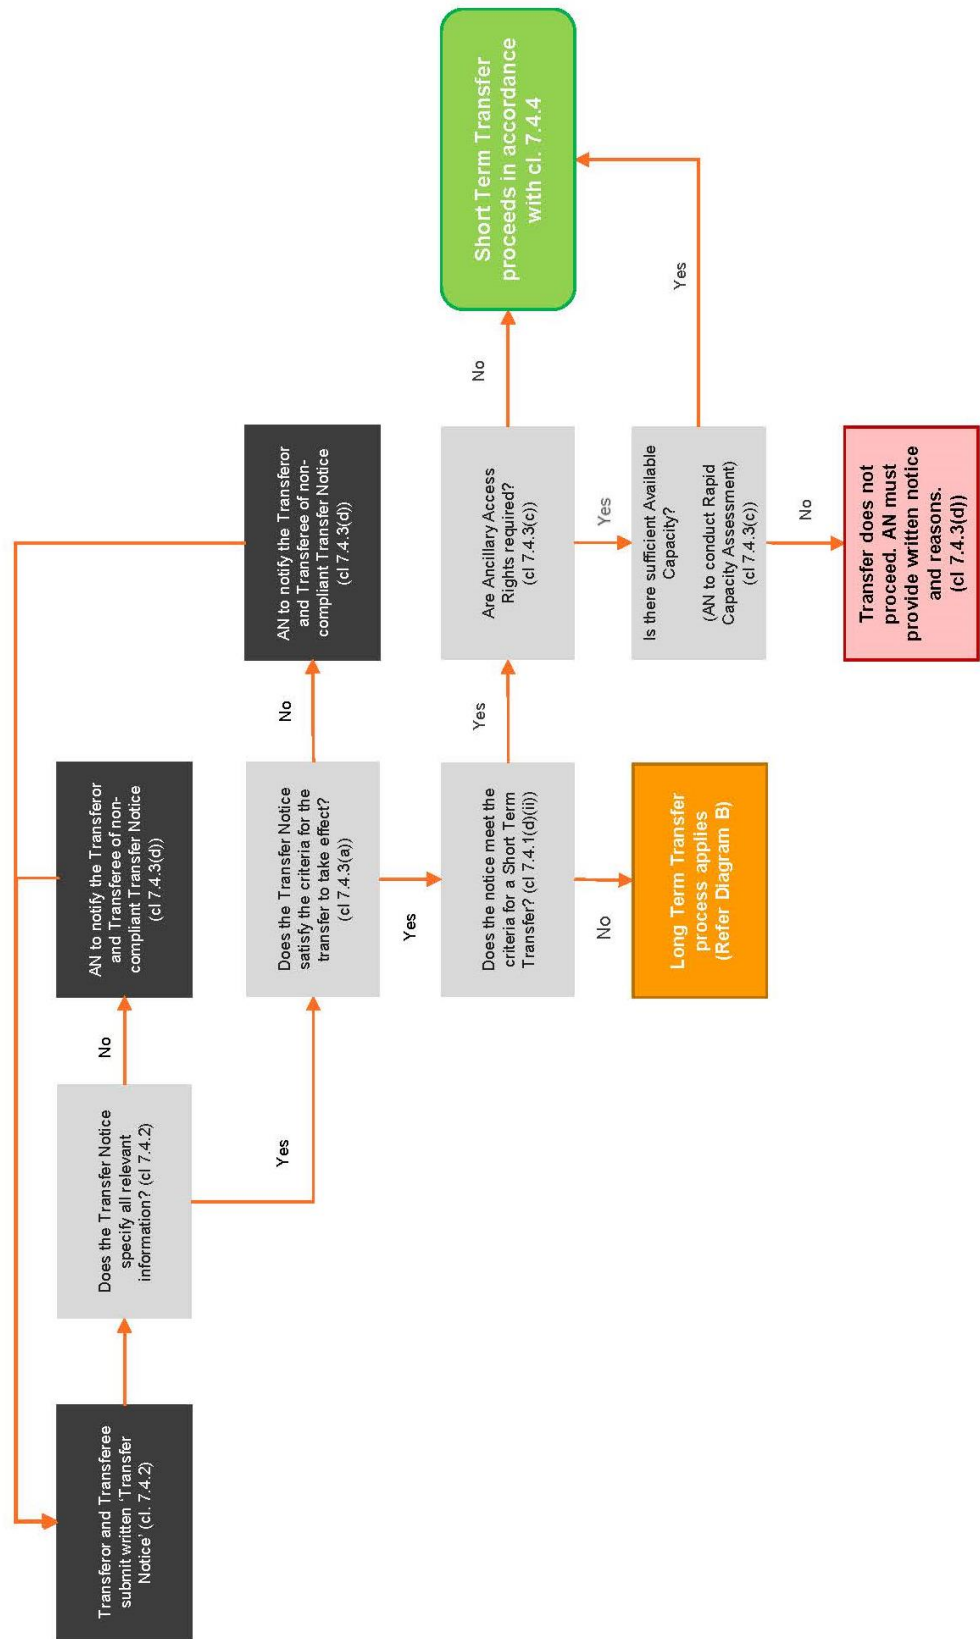 Transferor and Transferee
submit written 'Transfer
Notice' (cl. 7.4.2)
Does the Transfer Notice
specify all relevant
information? (cl 7.4.2)
No
AN to notify the Transferor
and Transferee of non-
compliant Transfer Notice
(cl 7.4.3(d))
Yes
Does the Transfer Notice
satisfy the criteria for the
transfer to take effect?
(cl 7.4.3(a))
No
AN to notify the Transferor
and Transferee of non-
compliant Transfer Notice
(cl 7.4.3(d))
Yes
Does the notice meet the
criteria for a Short Term
Transfer? (cl 7.4.1(d)(ii))
Yes
Are Ancillary Access
Rights required?
(cl 7.4.3(c))
No
Short Term Transfer
proceeds in accordance
with cl. 7.4.4
No
Long Term Transfer
process applies
(Refer Diagram B)
Yes
Is there sufficient Available
Capacity?
(AN to conduct Rapid
Capacity Assessment)
(cl 7.4.3(c))
Yes
No
Transfer does not
proceed. AN must
provide written notice
and reasons.
(cl 7.4.3(d))